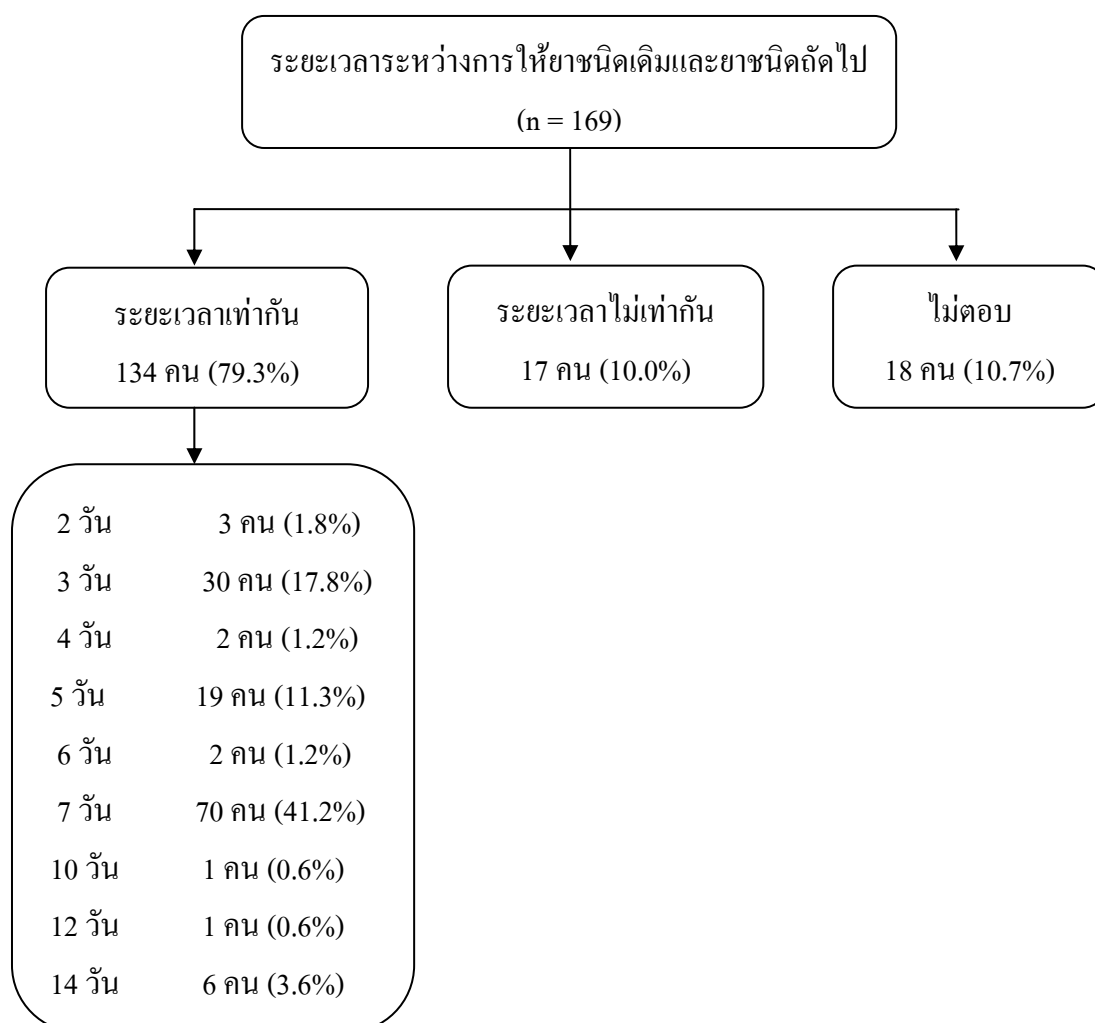 ระยะเวลาระหว่างการให้ยาชนิดเดิมและยาชนิดถัดไป
(n = 169)
ระยะเวลาเท่ากัน
134 คน (79.3%)
ระยะเวลาไม่เท่ากัน
17 คน (10.0%)
ไม่ตอบ
18 คน (10.7%)
2 วัน 3 คน (1.8%)
3 วัน 30 คน (17.8%)
4 วัน 2 คน (1.2%)
5 วัน 19 คน (11.3%)
6 วัน 2 คน (1.2%)
7 วัน 70 คน (41.2%)
10 วัน 1 คน (0.6%)
12 วัน 1 คน (0.6%)
14 วัน 6 คน (3.6%)